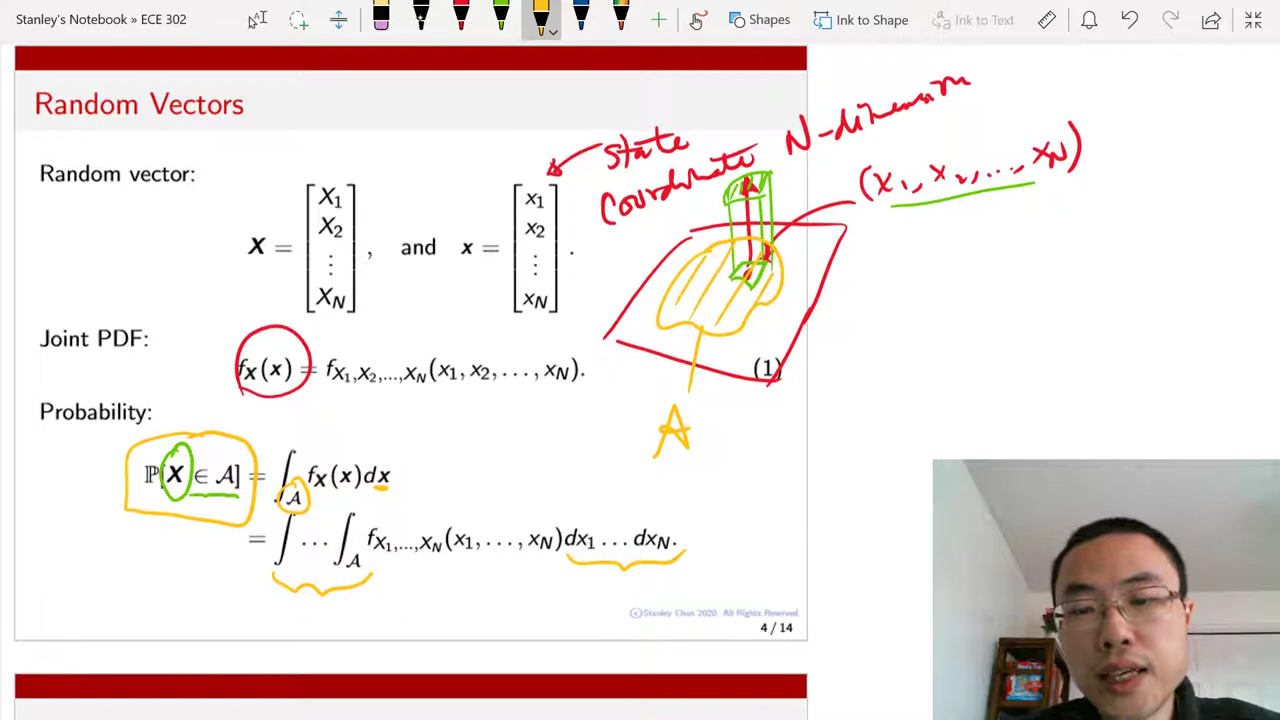 Stanley's Notebook » ECE 302
Shapes
Ink to Shape
Ink to Text
Random Vectors
Random vector:
X = [X1 X2 ⋮ XN], and x = [x1 x2 ⋮ xN].
state
coordinate N-dimension
(x1, x2, ..., xN)
Joint PDF:
fX(x) = fX1,X2,...,XN(x1, x2, . . . , xN). (1)
A
Probability:
ℙ[X ∈ 𝒜] = ∫𝒜 fX(x)dx
= ∫ ... ∫𝒜 fX1,...,XN(x1, . . . , xN)dx1 . . . dxN.
©Stanley Chan 2020. All Rights Reserved.
4 / 14